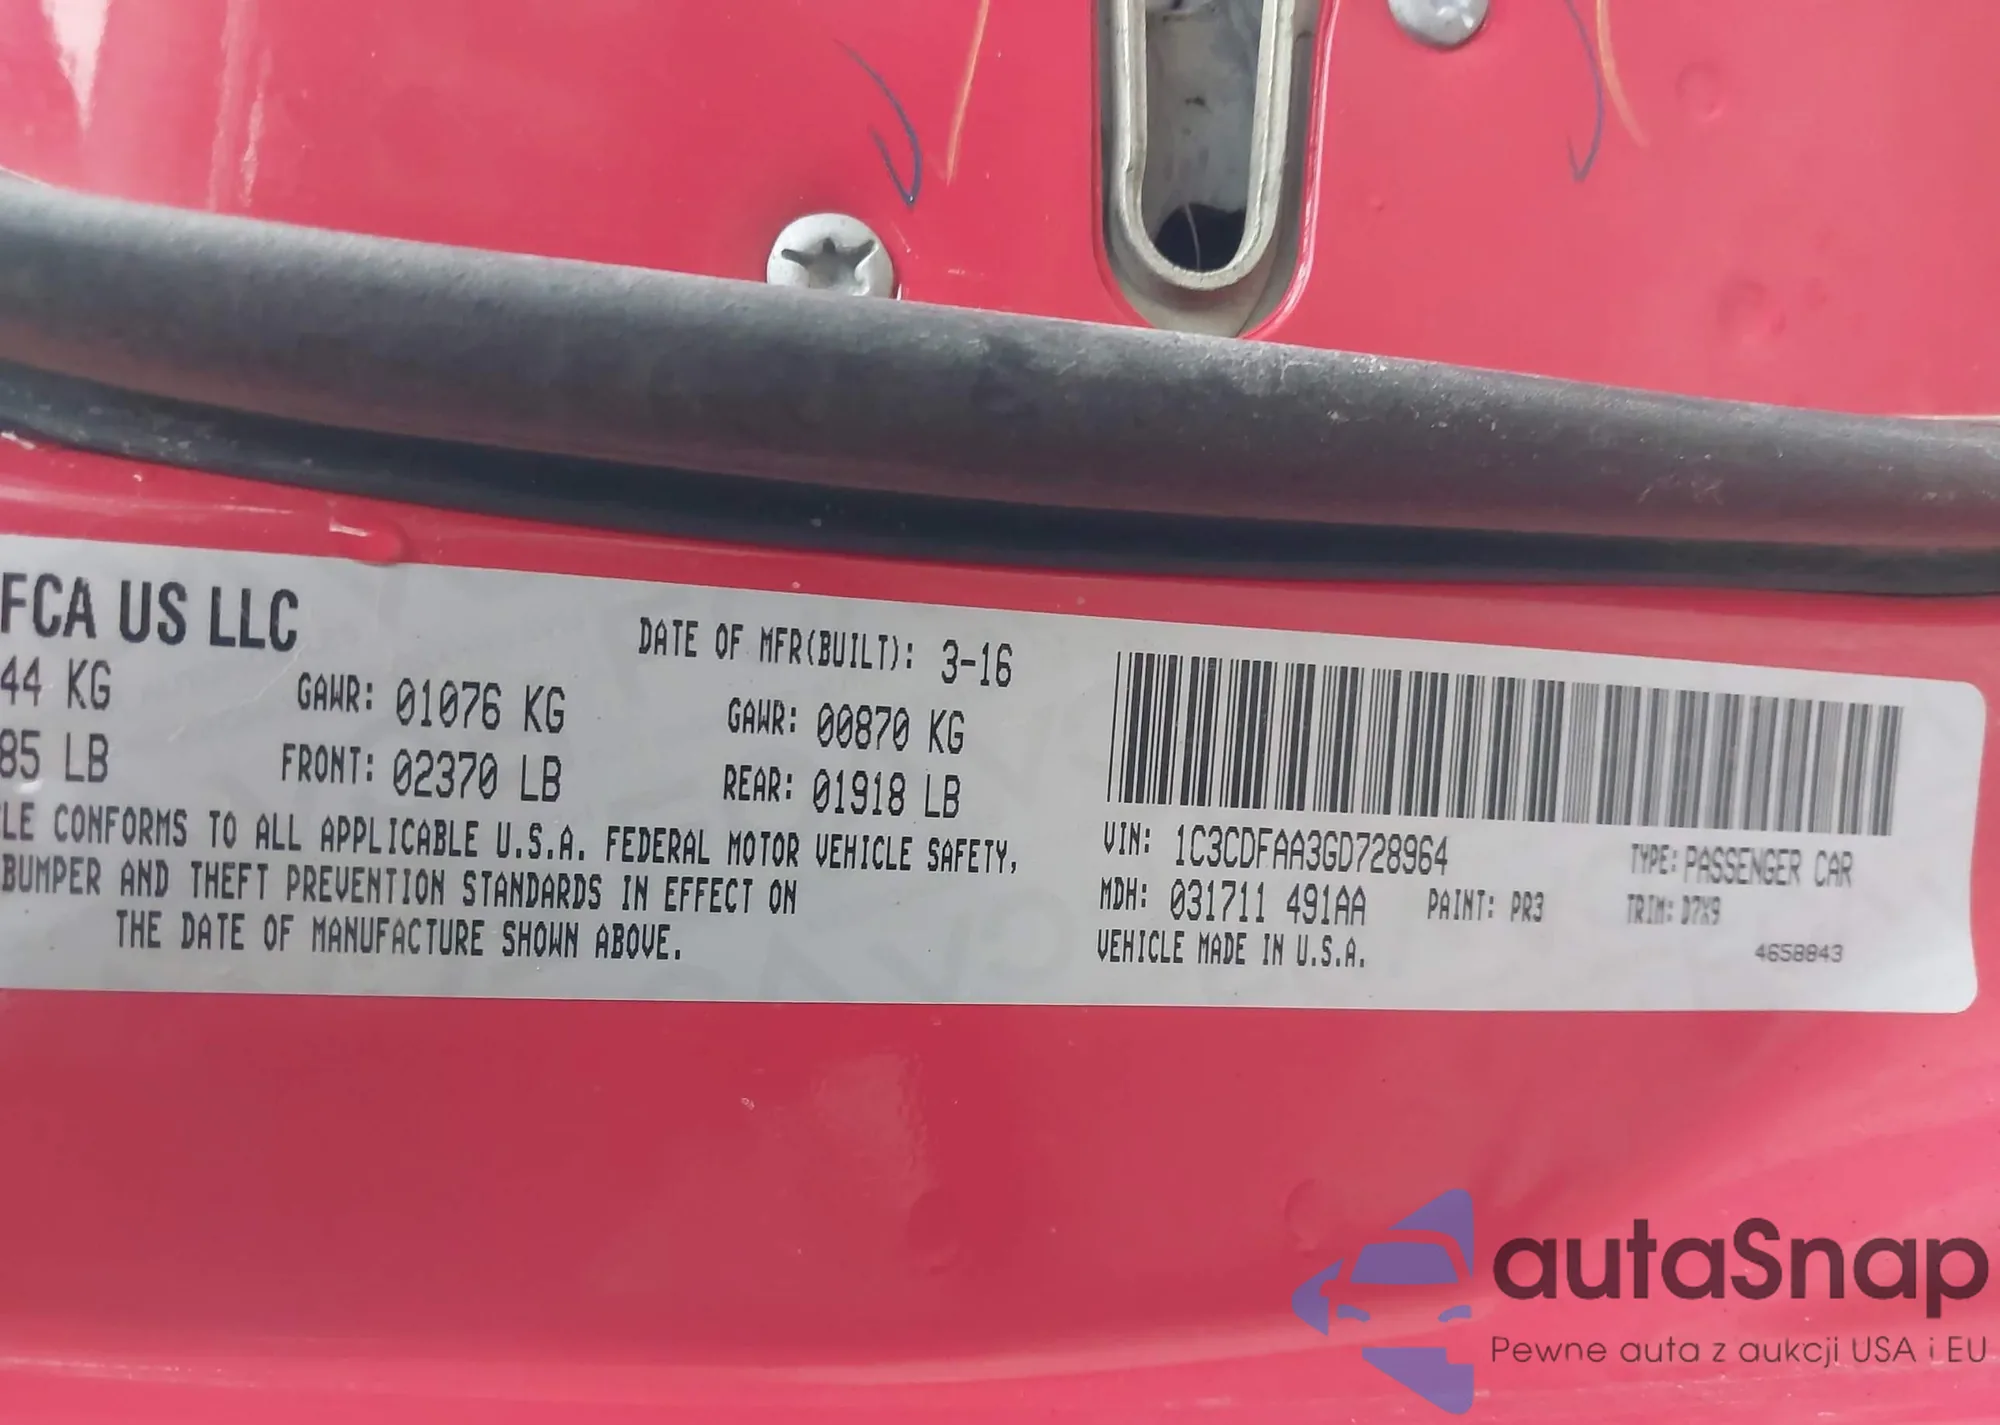 FCA US LLC
DATE OF MFR(BUILT): 3-16
44 KG
GAWR: 01076 KG
GAWR: 00870 KG
85 LB
FRONT: 02370 LB
REAR: 01918 LB
LE CONFORMS TO ALL APPLICABLE U.S.A. FEDERAL MOTOR VEHICLE SAFETY,
BUMPER AND THEFT PREVENTION STANDARDS IN EFFECT ON
THE DATE OF MANUFACTURE SHOWN ABOVE.
VIN: 1C3CDFAA3GD728964
TYPE: PASSENGER CAR
MDH: 031711 491AA
PAINT: PR3
TRIM: D7X9
VEHICLE MADE IN U.S.A.
4658843
autaSnap
Pewne auta z aukcji USA i EU